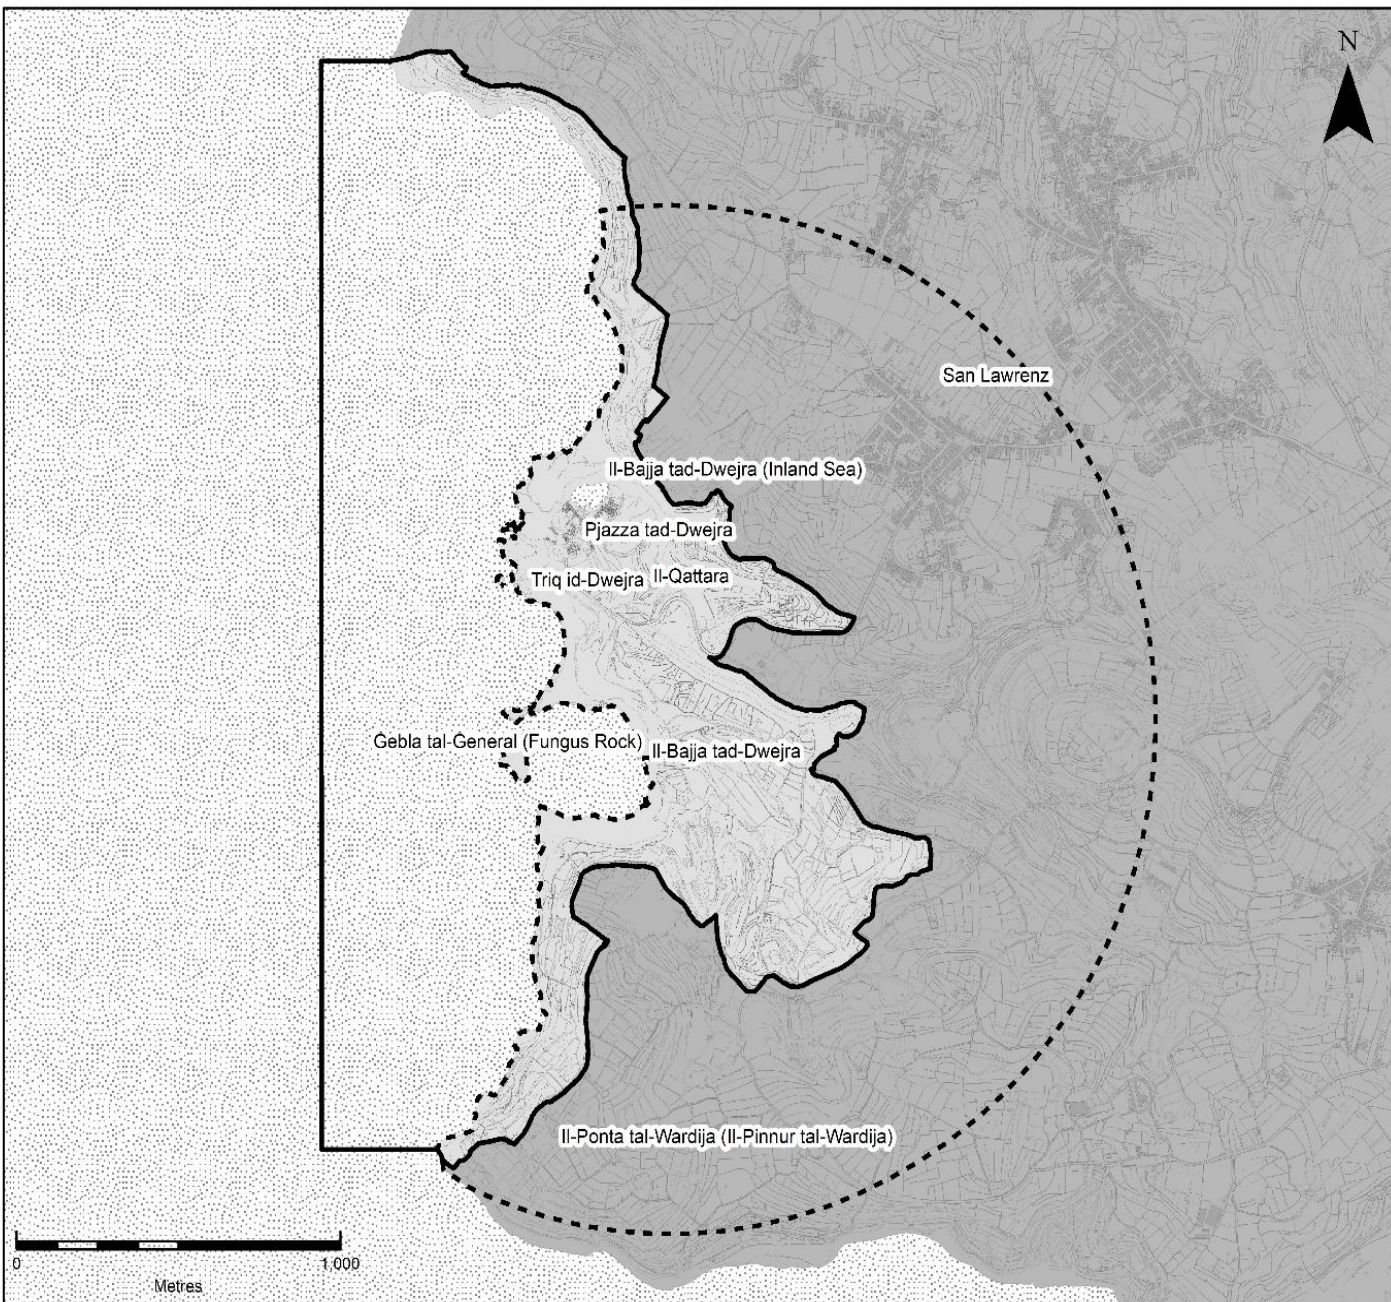 N
San Lawrenz
Il-Bajja tad-Dwejra (Inland Sea)
Pjazza tad-Dwejra
Triq id-Dwejra
Il-Qattara
Ġebla tal-Ġeneral (Fungus Rock)
Il-Bajja tad-Dwejra
Il-Ponta tal-Wardija (Il-Pinnur tal-Wardija)
0
1,000
Metres